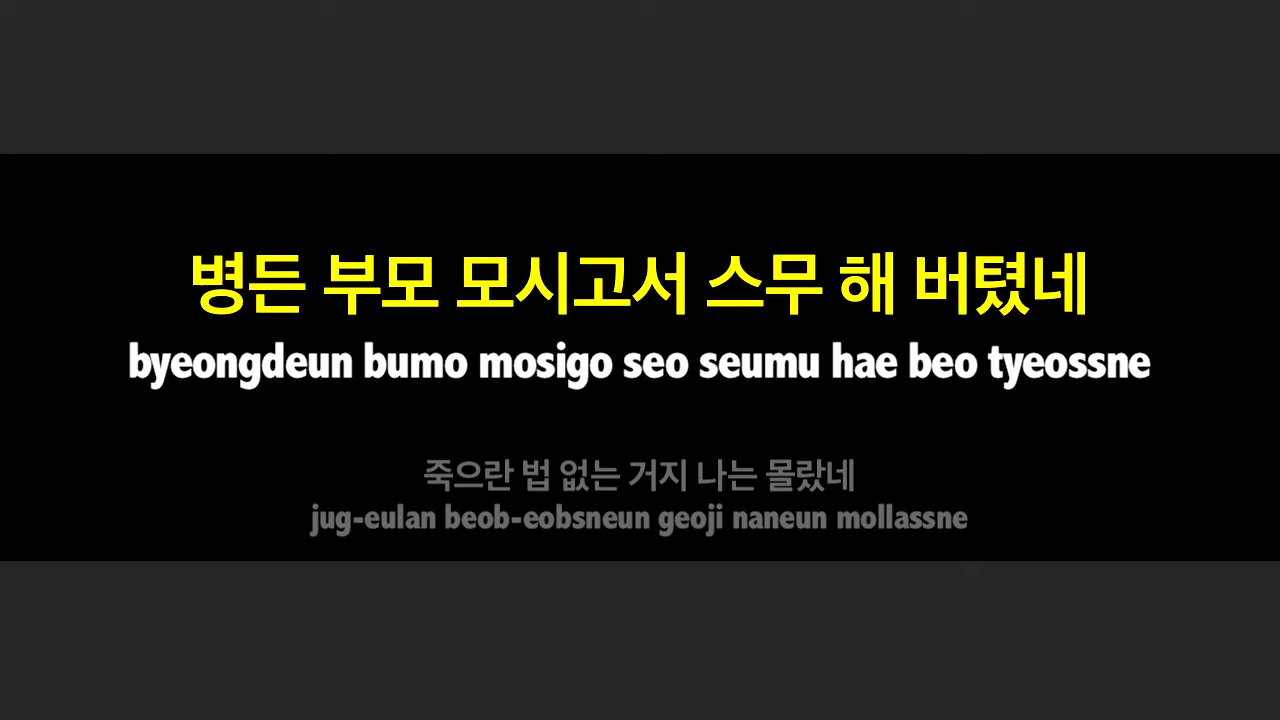 병든 부모 모시고서 스무 해 버텼네
byeongdeun bumo mosigo seo seumu hae beo tyeossne
죽으란 법 없는 거지 나는 몰랐네
jug-eulan beob-eobsneun geoji naneun mollassne